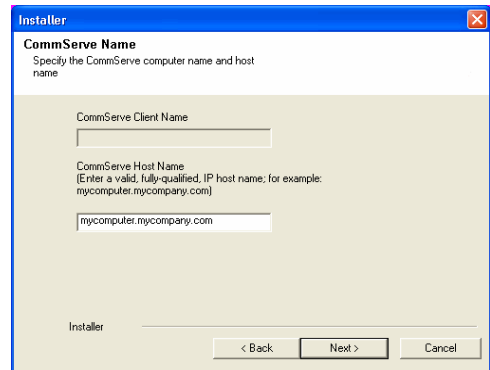 Installer
CommServe Name
Specify the CommServe computer name and host
name
CommServe Client Name
CommServe Host Name
(Enter a valid, fully-qualified, IP host name; for example:
mycomputer.mycompany.com)
mycomputer.mycompany.com
Installer
< Back
Next >
Cancel